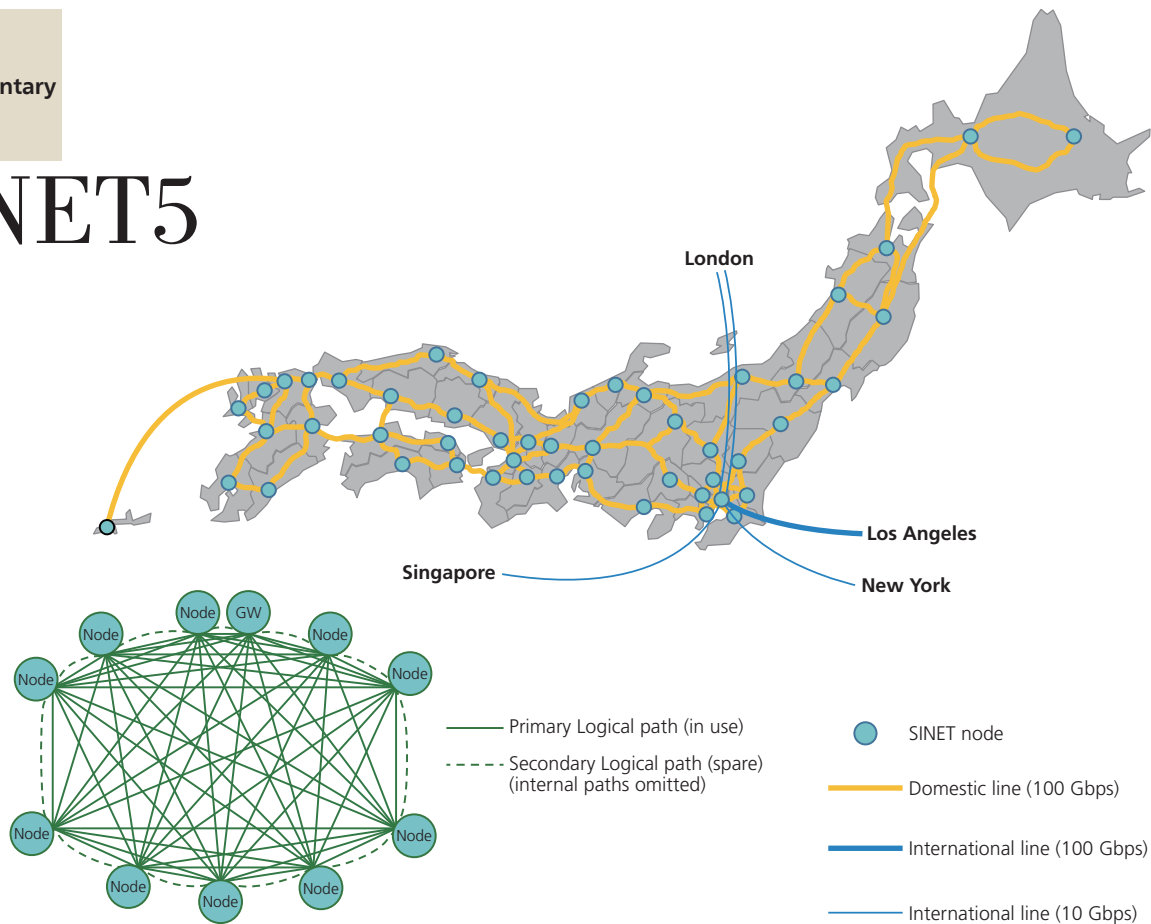 ntary
NET5
London
Los Angeles
Singapore
New York
Node
GW
Node
Node
Node
Node
Node
Node
Node
Node
Node
Primary Logical path (in use)
Secondary Logical path (spare)
(internal paths omitted)
SINET node
Domestic line (100 Gbps)
International line (100 Gbps)
International line (10 Gbps)